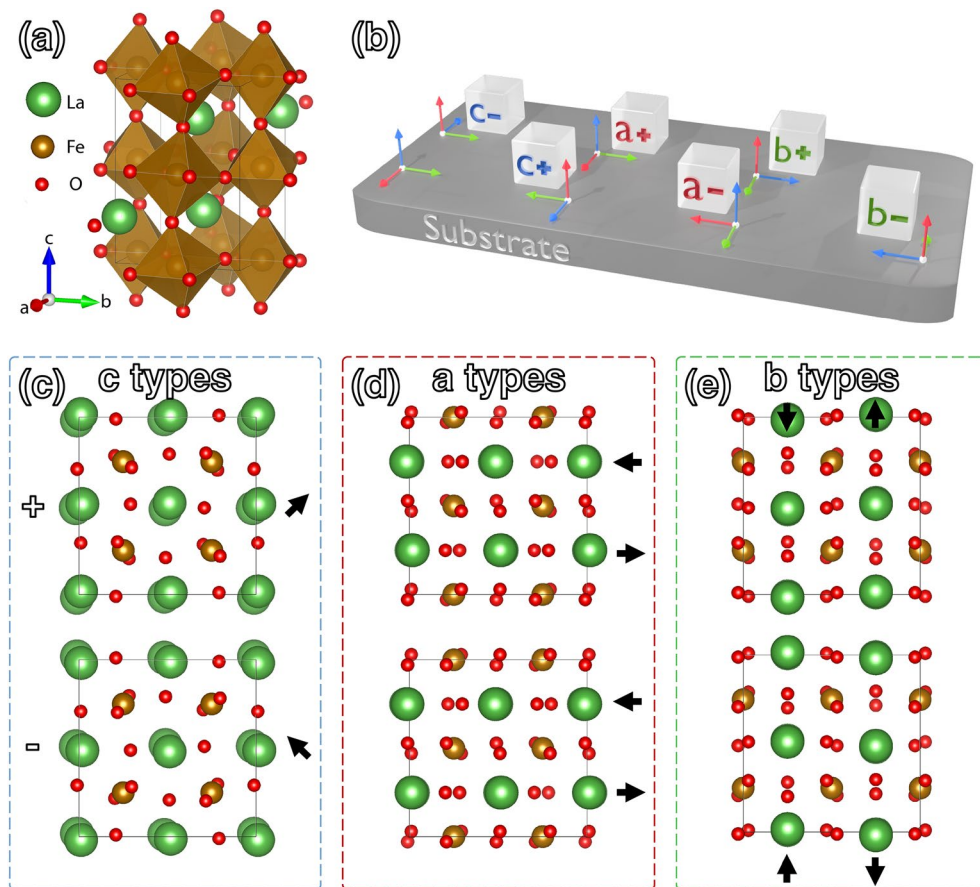 (a)
La
Fe
O
c
a
b
(b)
c-
a+
b+
c+
a-
b-
Substrate
(c)
c types
+
-
(d)
a types
(e)
b types